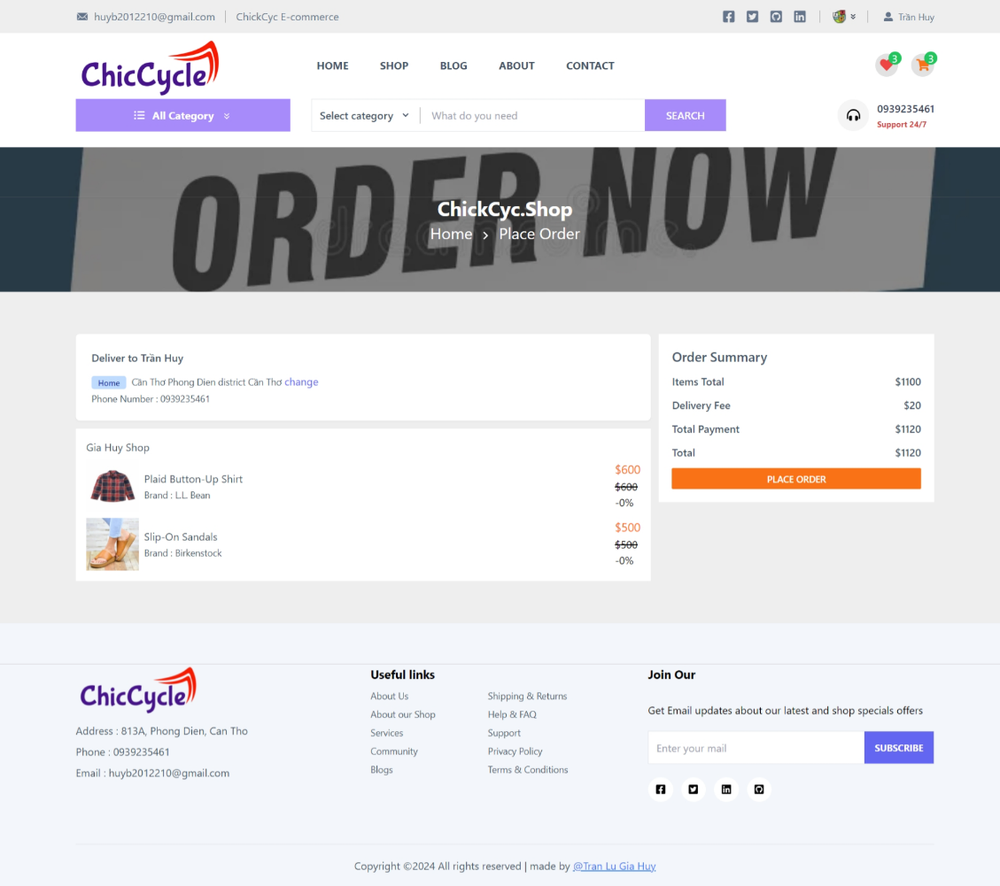 huyb2012210@gmail.com ChickCyc E-commerce Trần Huy
ChicCycle HOME SHOP BLOG ABOUT CONTACT 3 3
All Category Select category What do you need SEARCH 0939235461
Support 24/7
ORDER NOW
dreamstime.
ChickCyc.Shop
Home › Place Order
Deliver to Trần Huy
Home Cần Thơ Phong Dien district Cần Thơ change
Phone Number : 0939235461
Gia Huy Shop
Plaid Button-Up Shirt
Brand : L.L. Bean
$600
$600
-0%
Slip-On Sandals
Brand : Birkenstock
$500
$500
-0%
Order Summary
Items Total $1100
Delivery Fee $20
Total Payment $1120
Total $1120
PLACE ORDER
ChicCycle
Address : 813A, Phong Dien, Can Tho
Phone : 0939235461
Email : huyb2012210@gmail.com
Useful links
About Us
About our Shop
Services
Community
Blogs
Shipping & Returns
Help & FAQ
Support
Privacy Policy
Terms & Conditions
Join Our
Get Email updates about our latest and shop specials offers
Enter your mail SUBSCRIBE
Copyright ©2024 All rights reserved | made by @Tran Lu Gia Huy